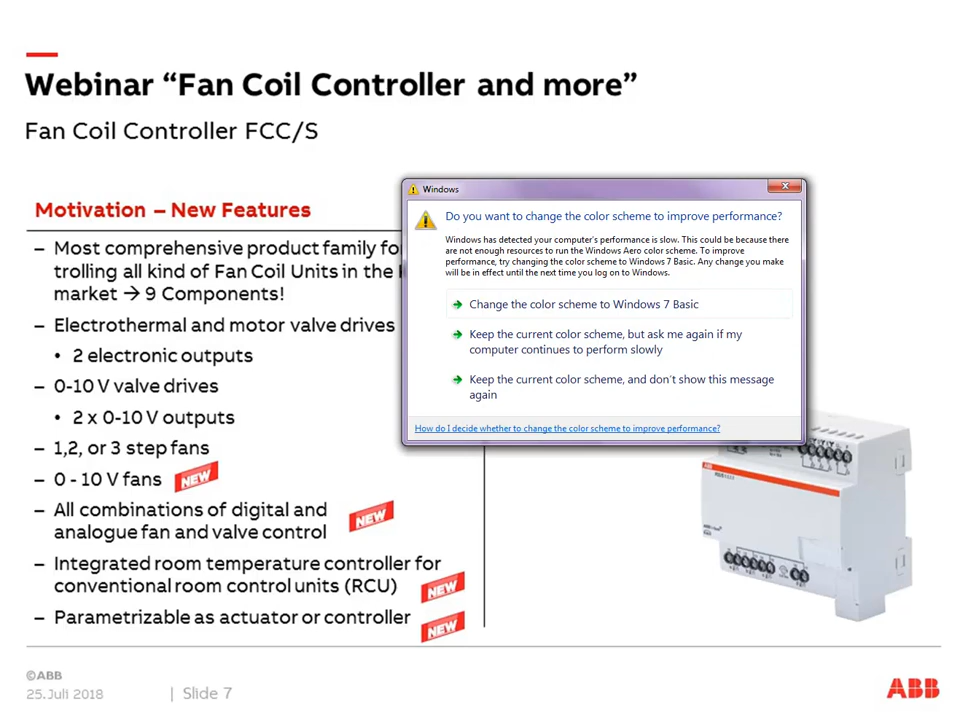 Webinar “Fan Coil Controller and more”
Fan Coil Controller FCC/S
Motivation – New Features
– Most comprehensive product family fo
trolling all kind of Fan Coil Units in the
market → 9 Components!
– Electrothermal and motor valve drives
• 2 electronic outputs
– 0-10 V valve drives
• 2 x 0-10 V outputs
– 1,2, or 3 step fans
– 0 - 10 V fans NEW
– All combinations of digital and
analogue fan and valve control NEW
– Integrated room temperature controller for
conventional room control units (RCU) NEW
– Parametrizable as actuator or controller NEW
Windows
Do you want to change the color scheme to improve performance?
Windows has detected your computer's performance is slow. This could be because there
are not enough resources to run the Windows Aero color scheme. To improve
performance, try changing the color scheme to Windows 7 Basic. Any change you make
will be in effect until the next time you log on to Windows.
Change the color scheme to Windows 7 Basic
Keep the current color scheme, but ask me again if my
computer continues to perform slowly
Keep the current color scheme, and don't show this message
again
How do I decide whether to change the color scheme to improve performance?
ABB
©ABB
25.Juli 2018 | Slide 7
ABB